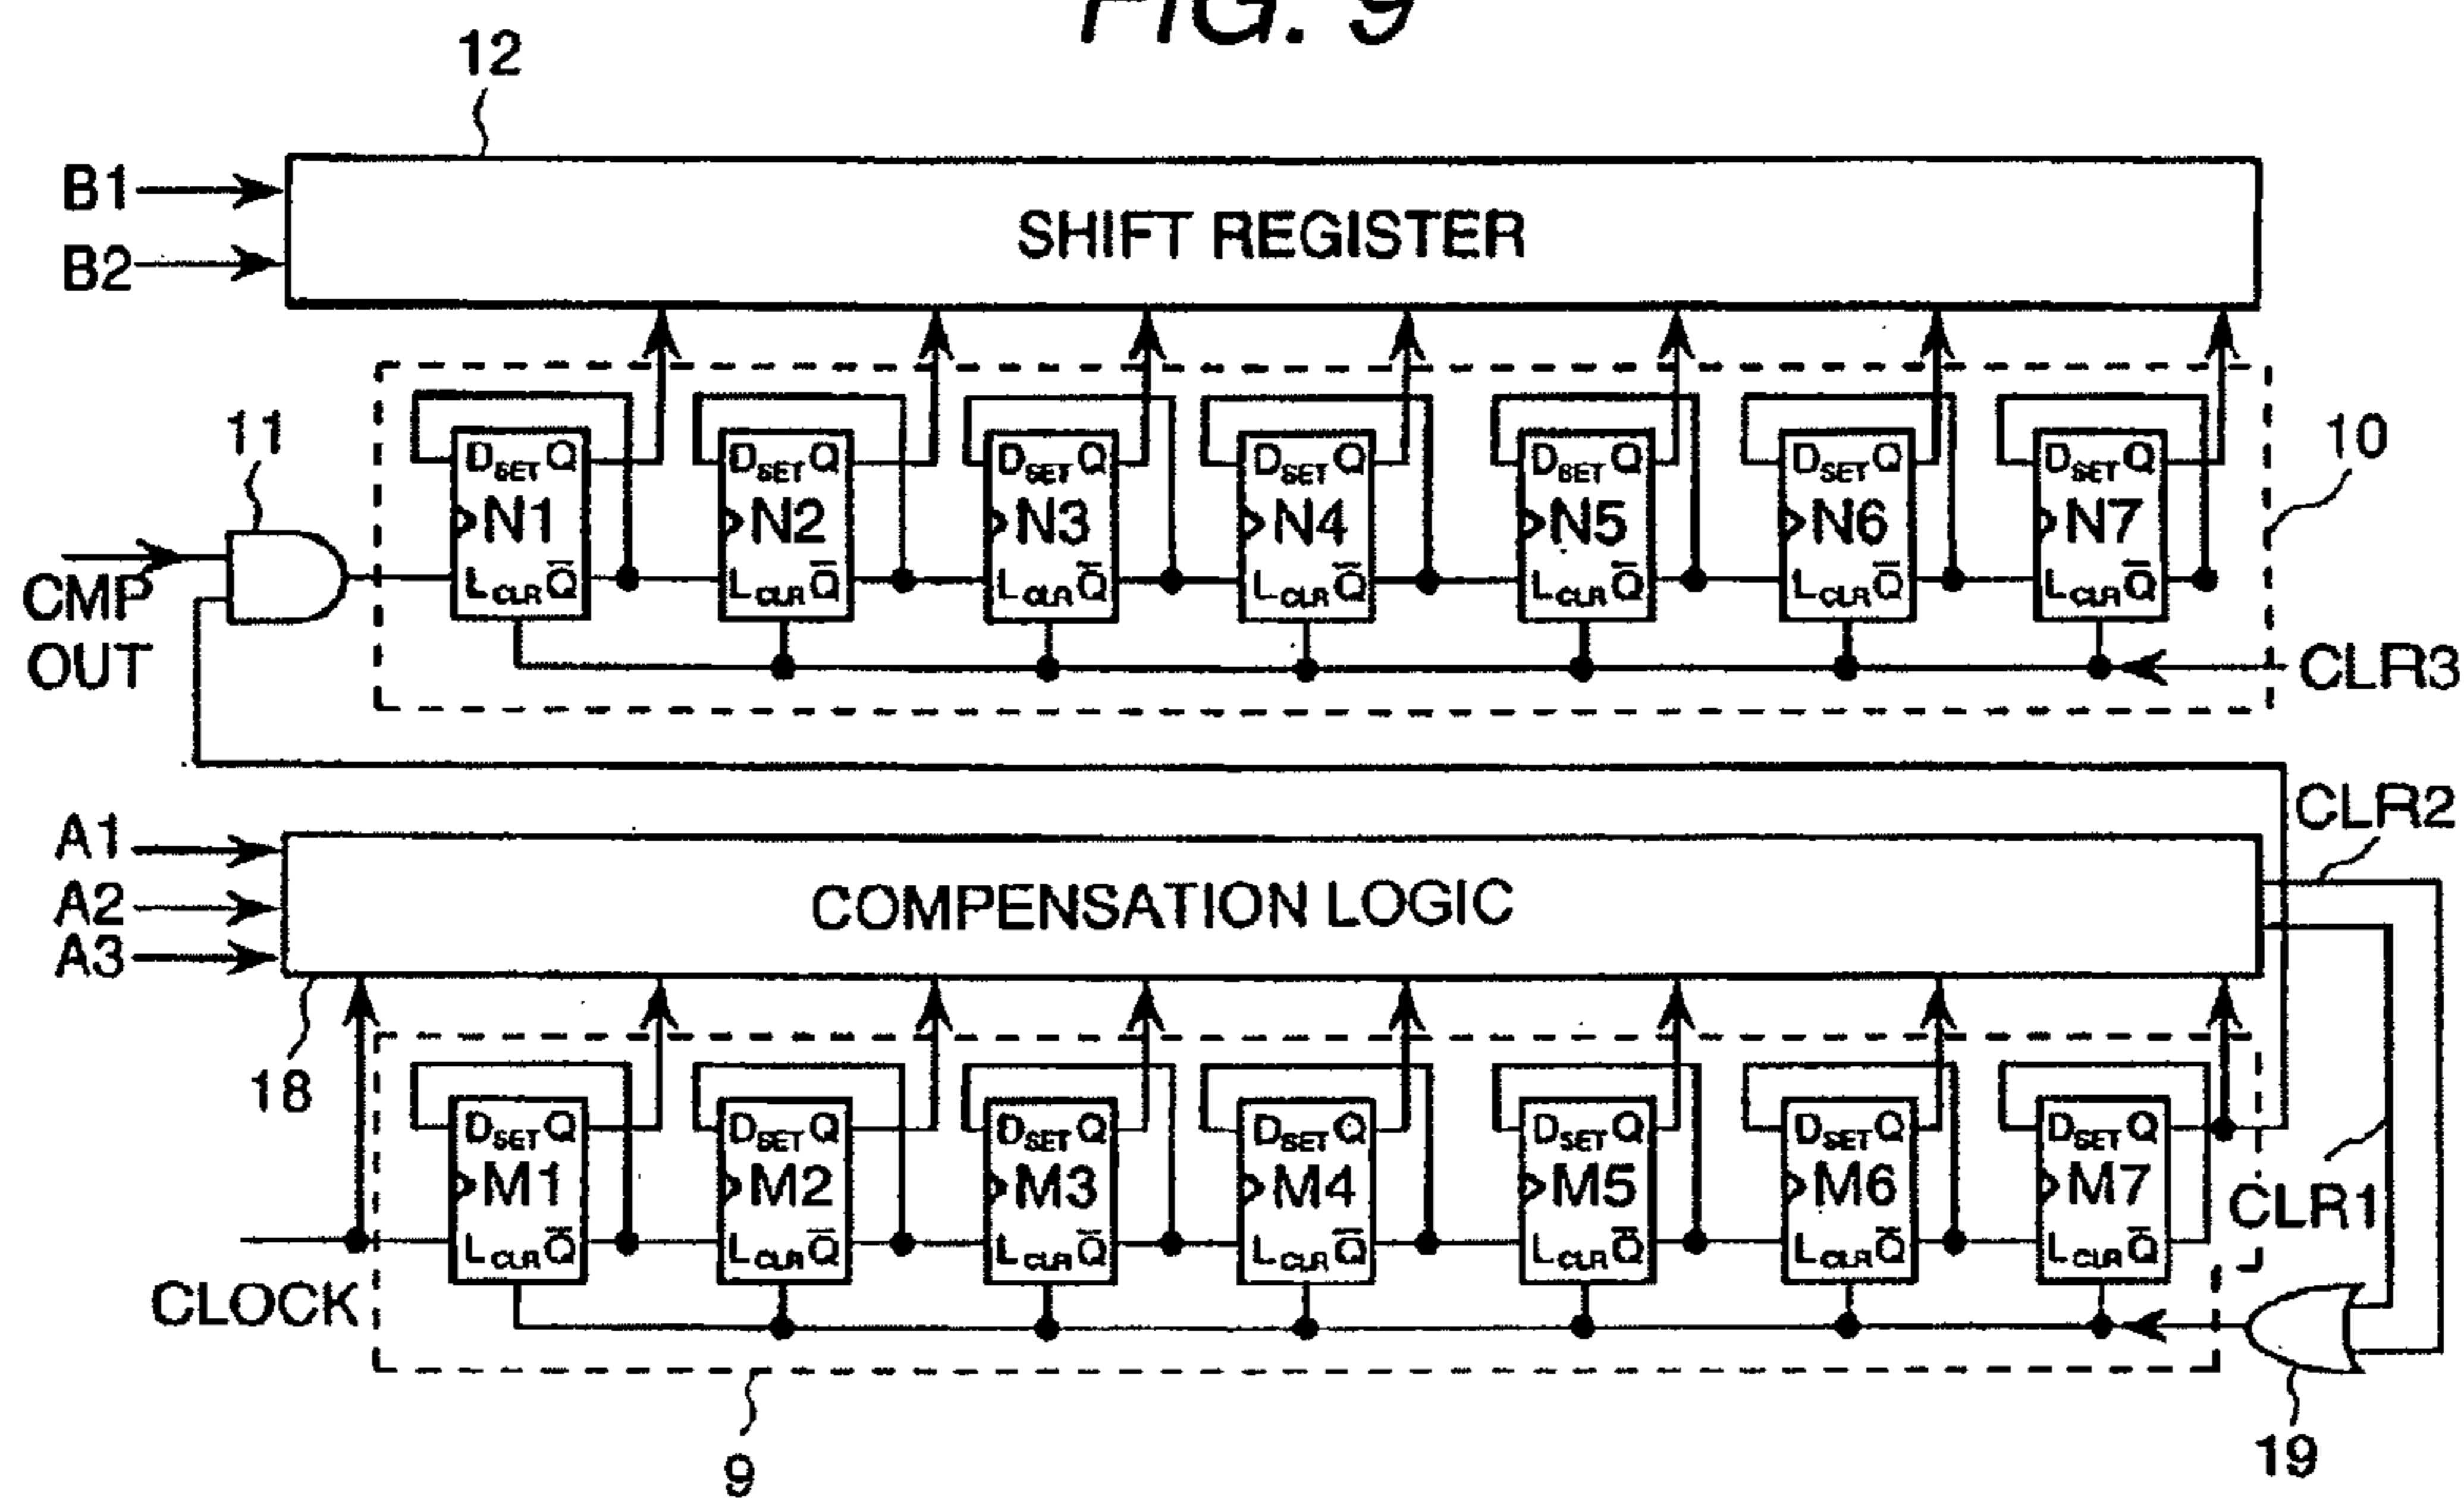 FIG. 9
12
B1
B2
SHIFT REGISTER
11
10
D SET Q
N1
L CLR Q̅
D SET Q
N2
L CLR Q̅
D SET Q
N3
L CLR Q̅
D SET Q
N4
L CLR Q̅
D SET Q
N5
L CLR Q̅
D SET Q
N6
L CLR Q̅
D SET Q
N7
L CLR Q̅
CMP
OUT
CLR3
CLR2
A1
A2
A3
COMPENSATION LOGIC
18
D SET Q
M1
L CLR Q̅
D SET Q
M2
L CLR Q̅
D SET Q
M3
L CLR Q̅
D SET Q
M4
L CLR Q̅
D SET Q
M5
L CLR Q̅
D SET Q
M6
L CLR Q̅
D SET Q
M7
L CLR Q̅
CLR1
CLOCK
9
19